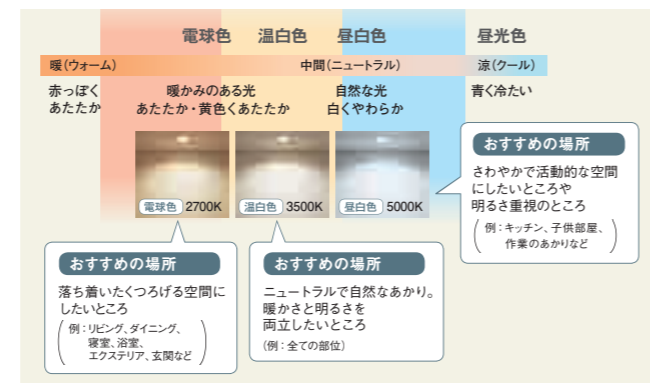 電球色 温白色 昼白色 昼光色
暖(ウォーム) 中間(ニュートラル) 涼(クール)
赤っぽく
あたたか
暖かみのある光
あたたか・黄色くあたたか
自然な光
白くやわらか
青く冷たい
電球色 2700K 温白色 3500K 昼白色 5000K
おすすめの場所
さわやかで活動的な空間
にしたいところや
明るさ重視のところ
(例:キッチン、子供部屋、
作業のあかりなど)
おすすめの場所
落ち着いたくつろげる空間に
したいところ
(例:リビング、ダイニング、
寝室、浴室、
エクステリア、玄関など)
おすすめの場所
ニュートラルで自然なあかり。
暖かさと明るさを
両立したいところ
(例:全ての部位)